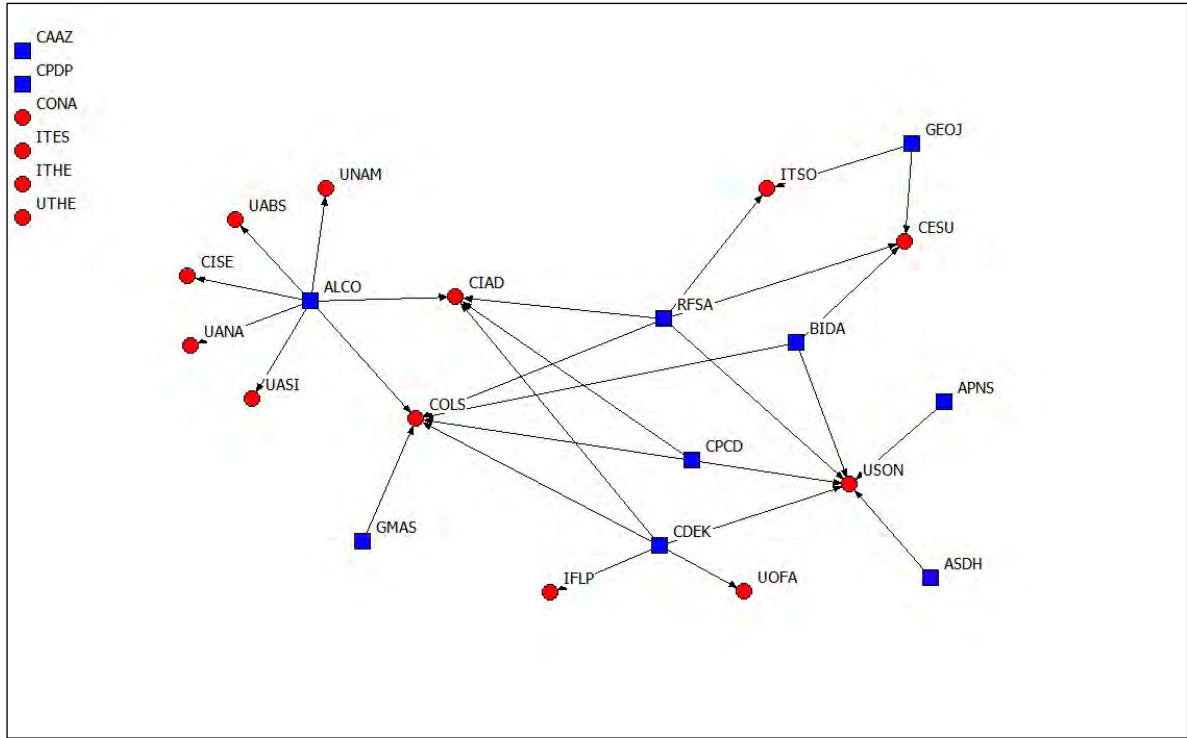 CAAZ
CPDP
CONA
ITES
ITHE
UTHE
GEOJ
UNAM
ITSO
UABS
CESU
CISE
ALCO
CIAD
RFSA
UANA
BIDA
UASI
COLS
APNS
CPCD
USON
GMAS
CDEK
ASDH
IFLP
UOFA